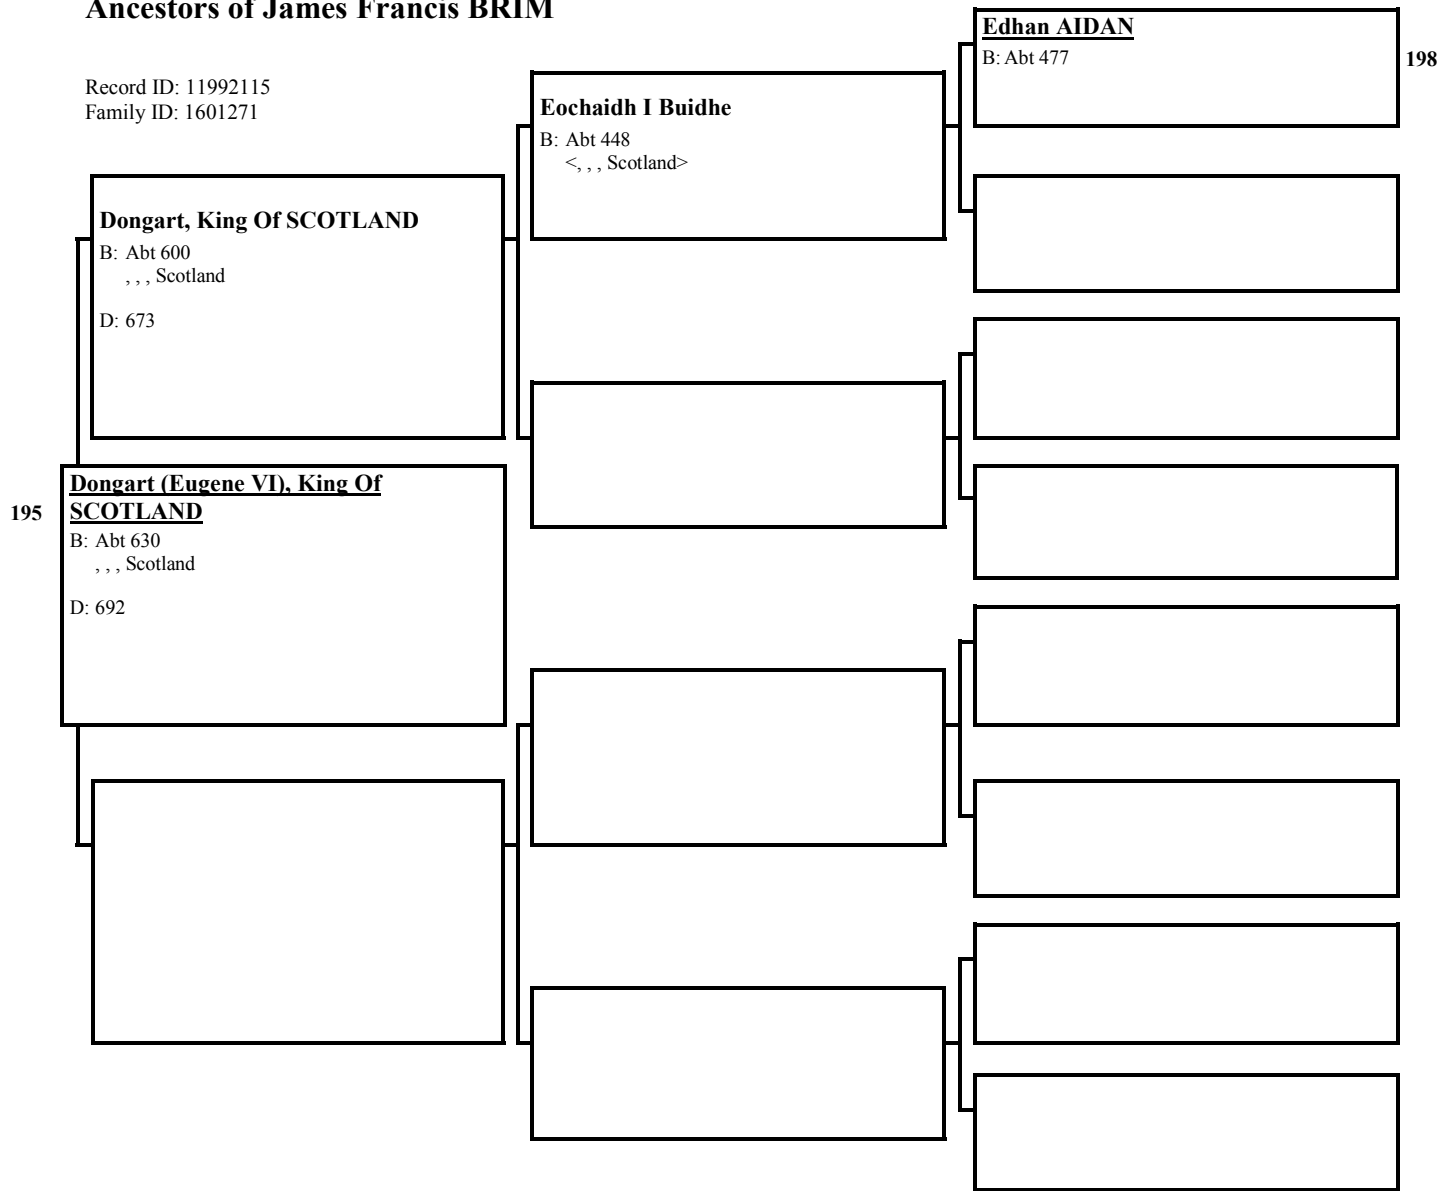 Ancestors of James Francis BRIM
Record ID: 11992115
Family ID: 1601271
Edhan AIDAN
B: Abt 477
198
Eochaidh I Buidhe
B: Abt 448
<, , , Scotland>
Dongart, King Of SCOTLAND
B: Abt 600
, , , Scotland
D: 673
195
Dongart (Eugene VI), King Of
SCOTLAND
B: Abt 630
, , , Scotland
D: 692